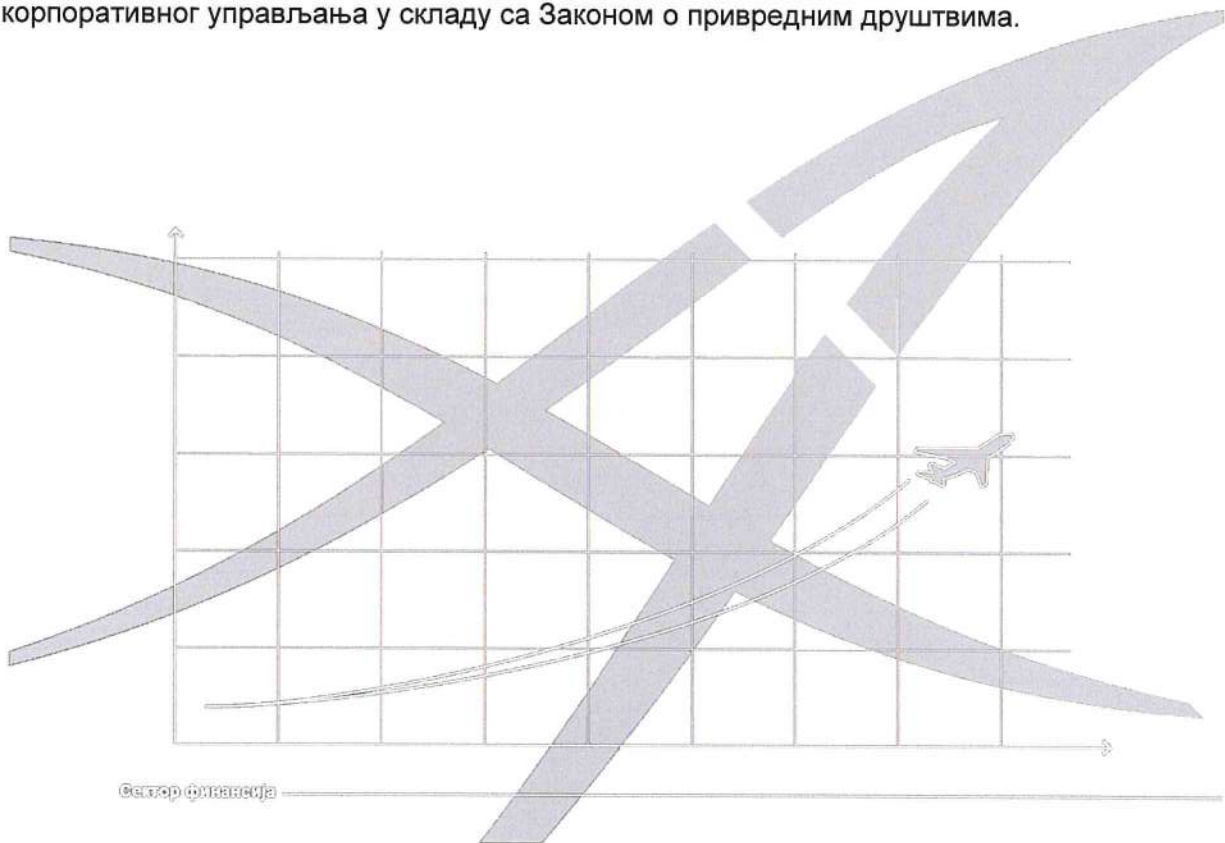 корпоративног управљања у складу са Законом о привредним друштвима.
Сектор финансија